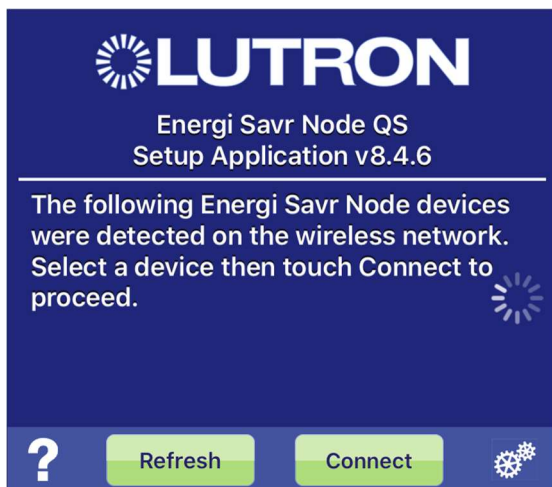 LUTRON
Energi Savr Node QS
Setup Application v8.4.6
The following Energi Savr Node devices
were detected on the wireless network.
Select a device then touch Connect to
proceed.
? Refresh Connect